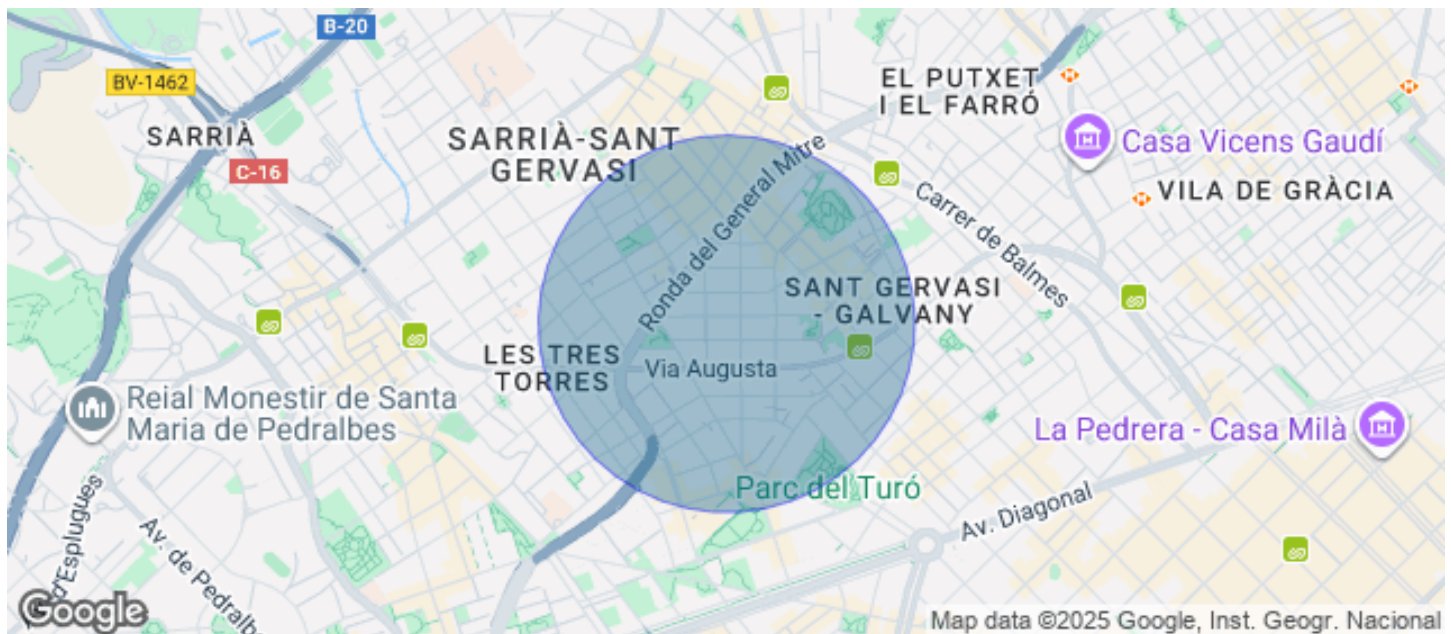 B-20
BV-1462
SARRIÀ
C-16
SARRIÀ-SANT
GERVASI
EL PUTXET
I EL FARRÓ
Casa Vicens Gaudí
VILA DE GRÀCIA
Ronda del General Mitre
Carrer de Balmes
SANT GERVASI
- GALVANY
LES TRES
TORRES
Via Augusta
Reial Monestir de Santa
Maria de Pedralbes
La Pedrera - Casa Milà
Parc del Turó
Av. Diagonal
d'Esplugues
Av. de Pedralbes
Google
Map data ©2025 Google, Inst. Geogr. Nacional